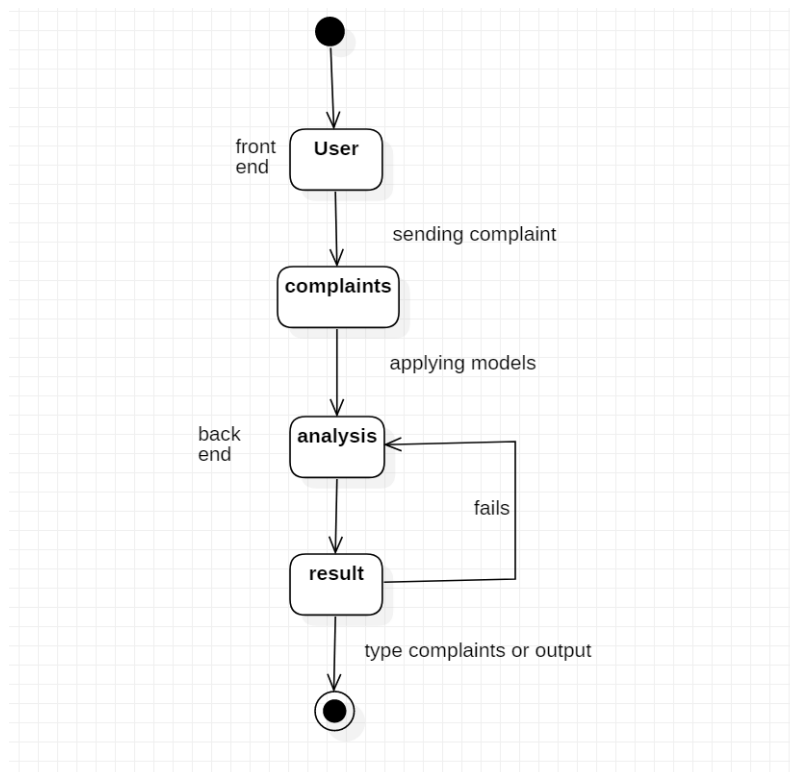 front
end
User
sending complaint
complaints
applying models
back
end
analysis
fails
result
type complaints or output